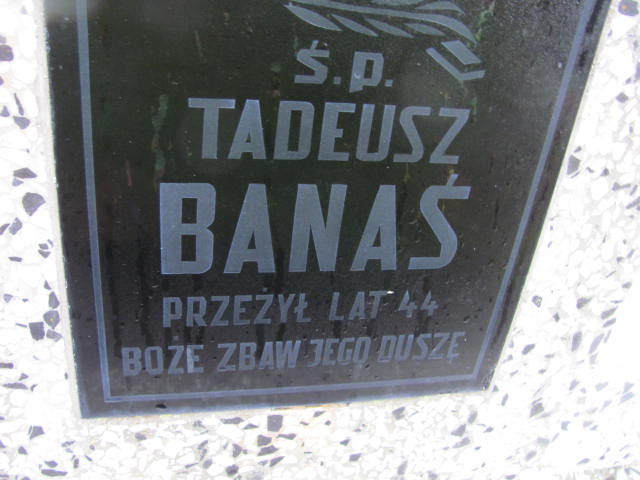 ś.p.
TADEUSZ
BANAŚ
PRZEŻYŁ LAT 44
BOŻE ZBAW JEGO DUSZĘ